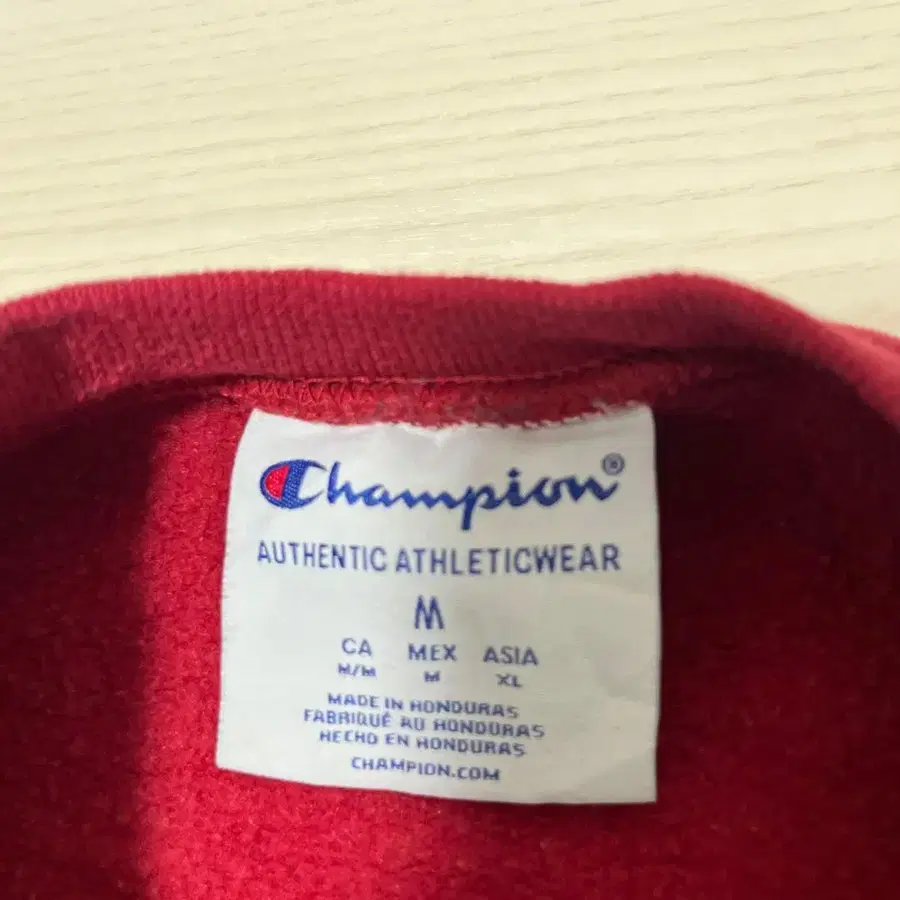 Champion®
AUTHENTIC ATHLETICWEAR
M
CA MEX ASIA
M/M M XL
MADE IN HONDURAS
FABRIQUÉ AU HONDURAS
HECHO EN HONDURAS
CHAMPION.COM